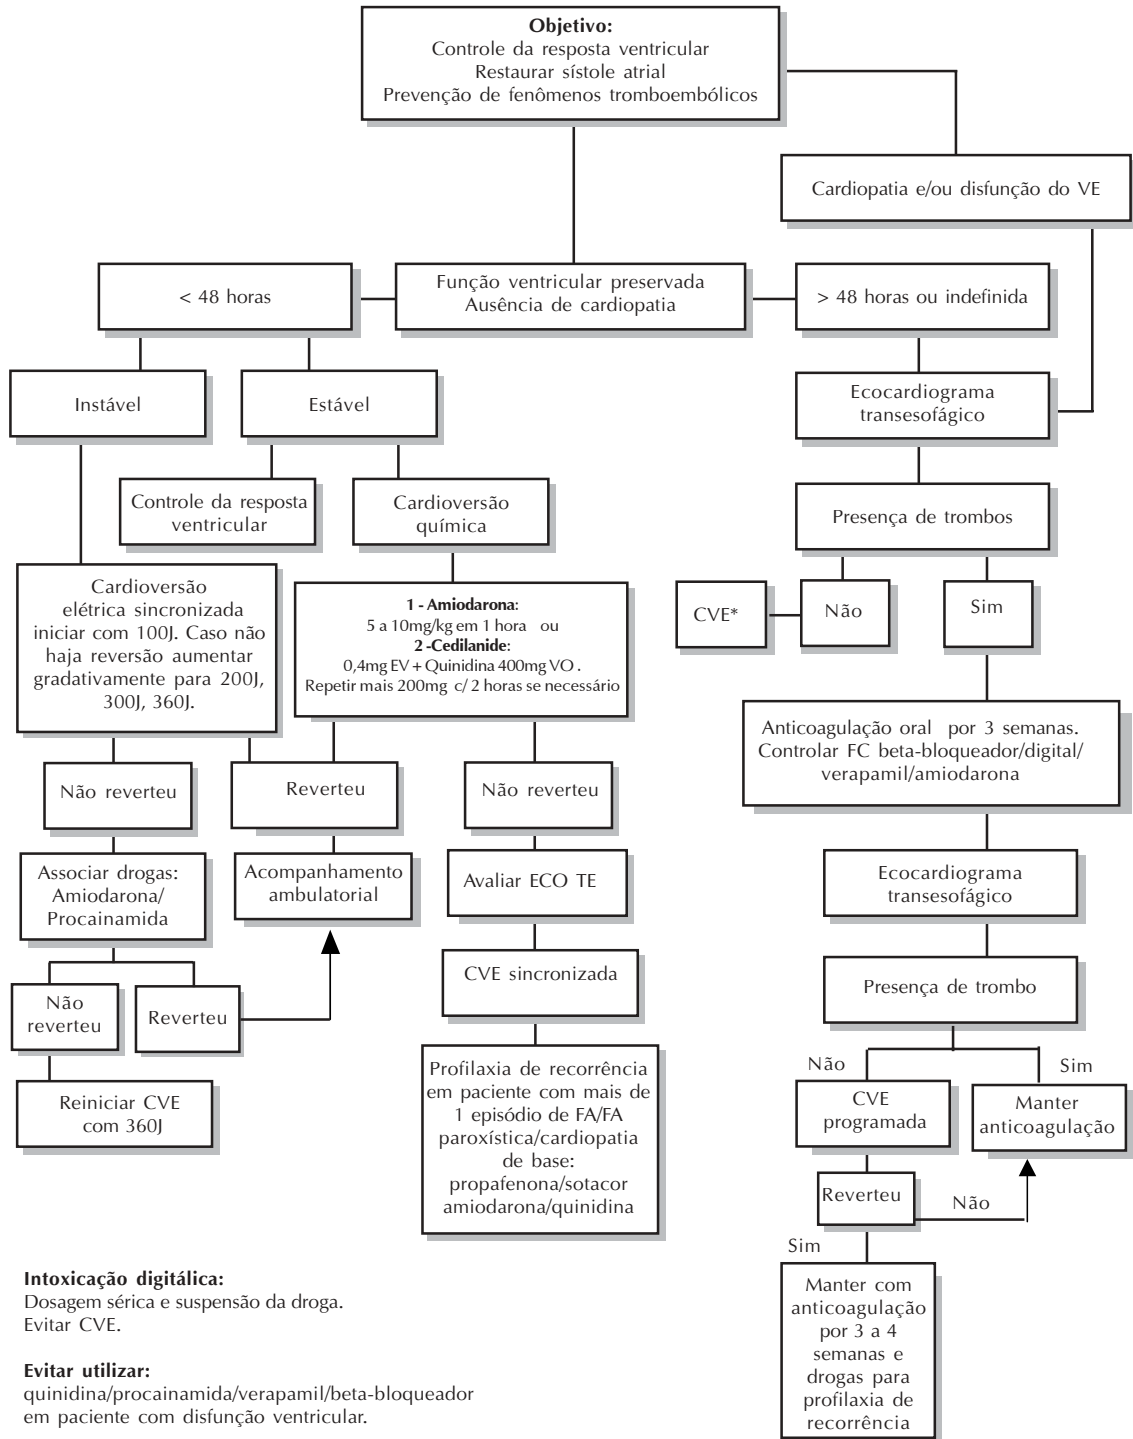 Objetivo:
Controle da resposta ventricular
Restaurar sístole atrial
Prevenção de fenômenos tromboembólicos
Cardiopatia e/ou disfunção do VE
< 48 horas
Função ventricular preservada
Ausência de cardiopatia
> 48 horas ou indefinida
Instável
Estável
Ecocardiograma
transesofágico
Controle da resposta
ventricular
Cardioversão
química
Presença de trombos
Cardioversão
elétrica sincronizada
iniciar com 100J. Caso não
haja reversão aumentar
gradativamente para 200J,
300J, 360J.
1 - Amiodarona:
5 a 10mg/kg em 1 hora ou
2 -Cedilanide:
0,4mg EV + Quinidina 400mg VO .
Repetir mais 200mg c/ 2 horas se necessário
CVE*
Não
Sim
Anticoagulação oral por 3 semanas.
Controlar FC beta-bloqueador/digital/
verapamil/amiodarona
Não reverteu
Reverteu
Não reverteu
Associar drogas:
Amiodarona/
Procainamida
Acompanhamento
ambulatorial
Avaliar ECO TE
Ecocardiograma
transesofágico
CVE sincronizada
Presença de trombo
Não
reverteu
Reverteu
Profilaxia de recorrência
em paciente com mais de
1 episódio de FA/FA
paroxística/cardiopatia
de base:
propafenona/sotacor
amiodarona/quinidina
Não
Sim
Reiniciar CVE
com 360J
CVE
programada
Manter
anticoagulação
Reverteu
Não
Sim
Manter com
anticoagulação
por 3 a 4
semanas e
drogas para
profilaxia de
recorrência
Intoxicação digitálica:
Dosagem sérica e suspensão da droga.
Evitar CVE.
Evitar utilizar:
quinidina/procainamida/verapamil/beta-bloqueador
em paciente com disfunção ventricular.